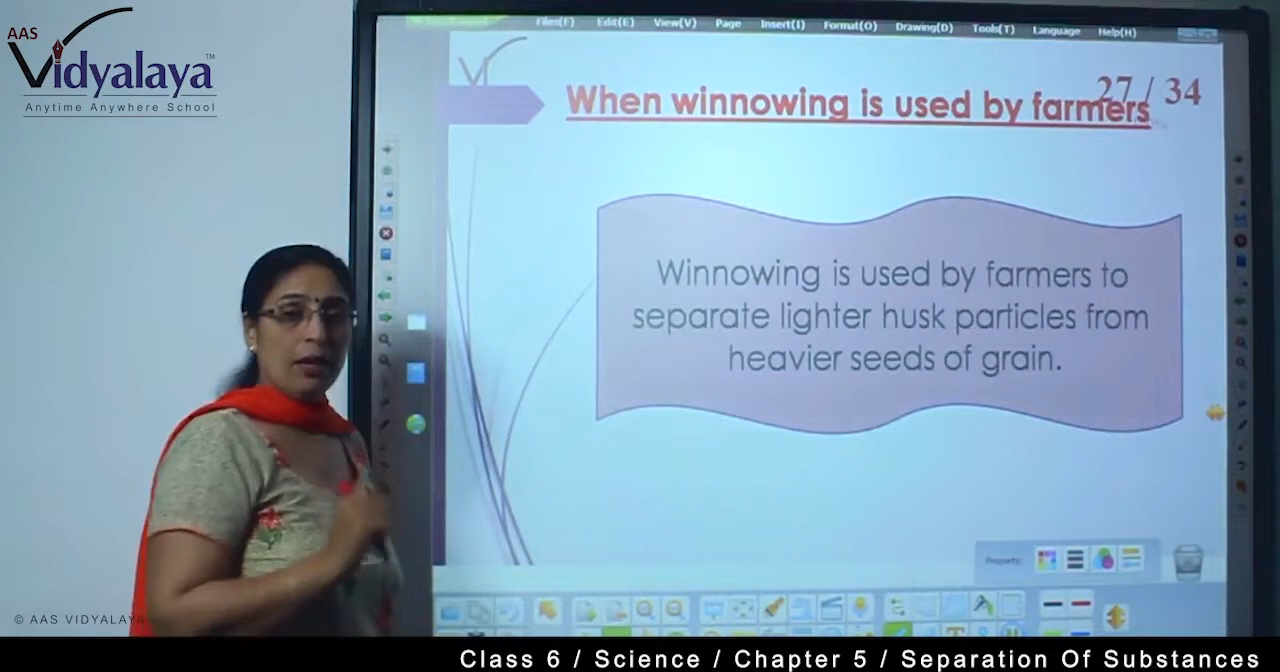 AAS
Vidyalaya™
Anytime Anywhere School
Files(F) Edit(E) View(V) Page Insert(I) Format(O) Drawing(D) Tools(T) Language Help(H)
27 / 34
When winnowing is used by farmers
Winnowing is used by farmers to
separate lighter husk particles from
heavier seeds of grain.
Property:
© AAS VIDYALAYA
Class 6 / Science / Chapter 5 / Separation Of Substances